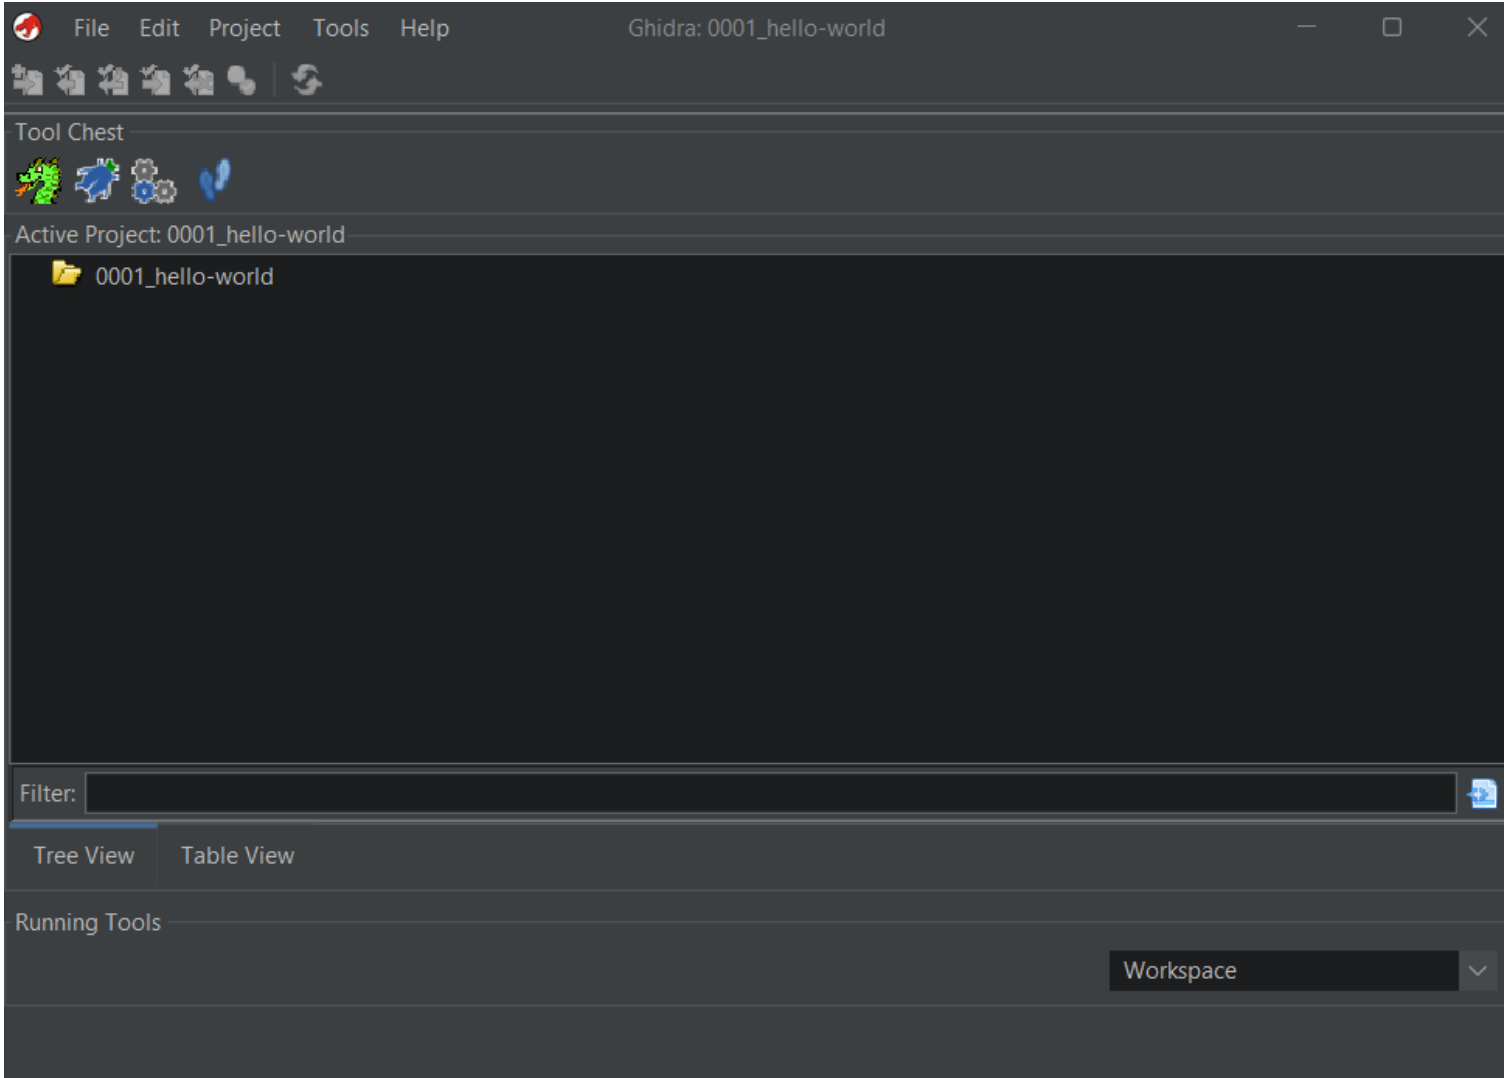 File Edit Project Tools Help Ghidra: 0001_hello-world
Tool Chest
Active Project: 0001_hello-world
0001_hello-world
Filter:
Tree View Table View
Running Tools
Workspace